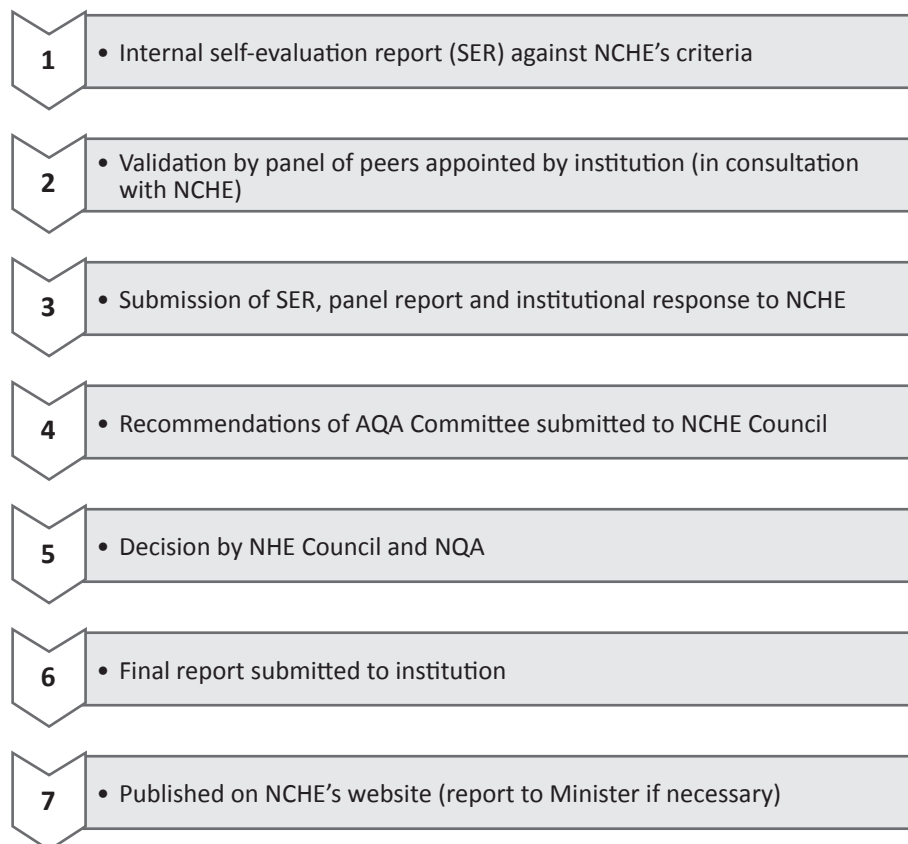 1
• Internal self-evaluation report (SER) against NCHE's criteria
2
• Validation by panel of peers appointed by institution (in consultation
with NCHE)
3
• Submission of SER, panel report and institutional response to NCHE
4
• Recommendations of AQA Committee submitted to NCHE Council
5
• Decision by NHE Council and NQA
6
• Final report submitted to institution
7
• Published on NCHE's website (report to Minister if necessary)